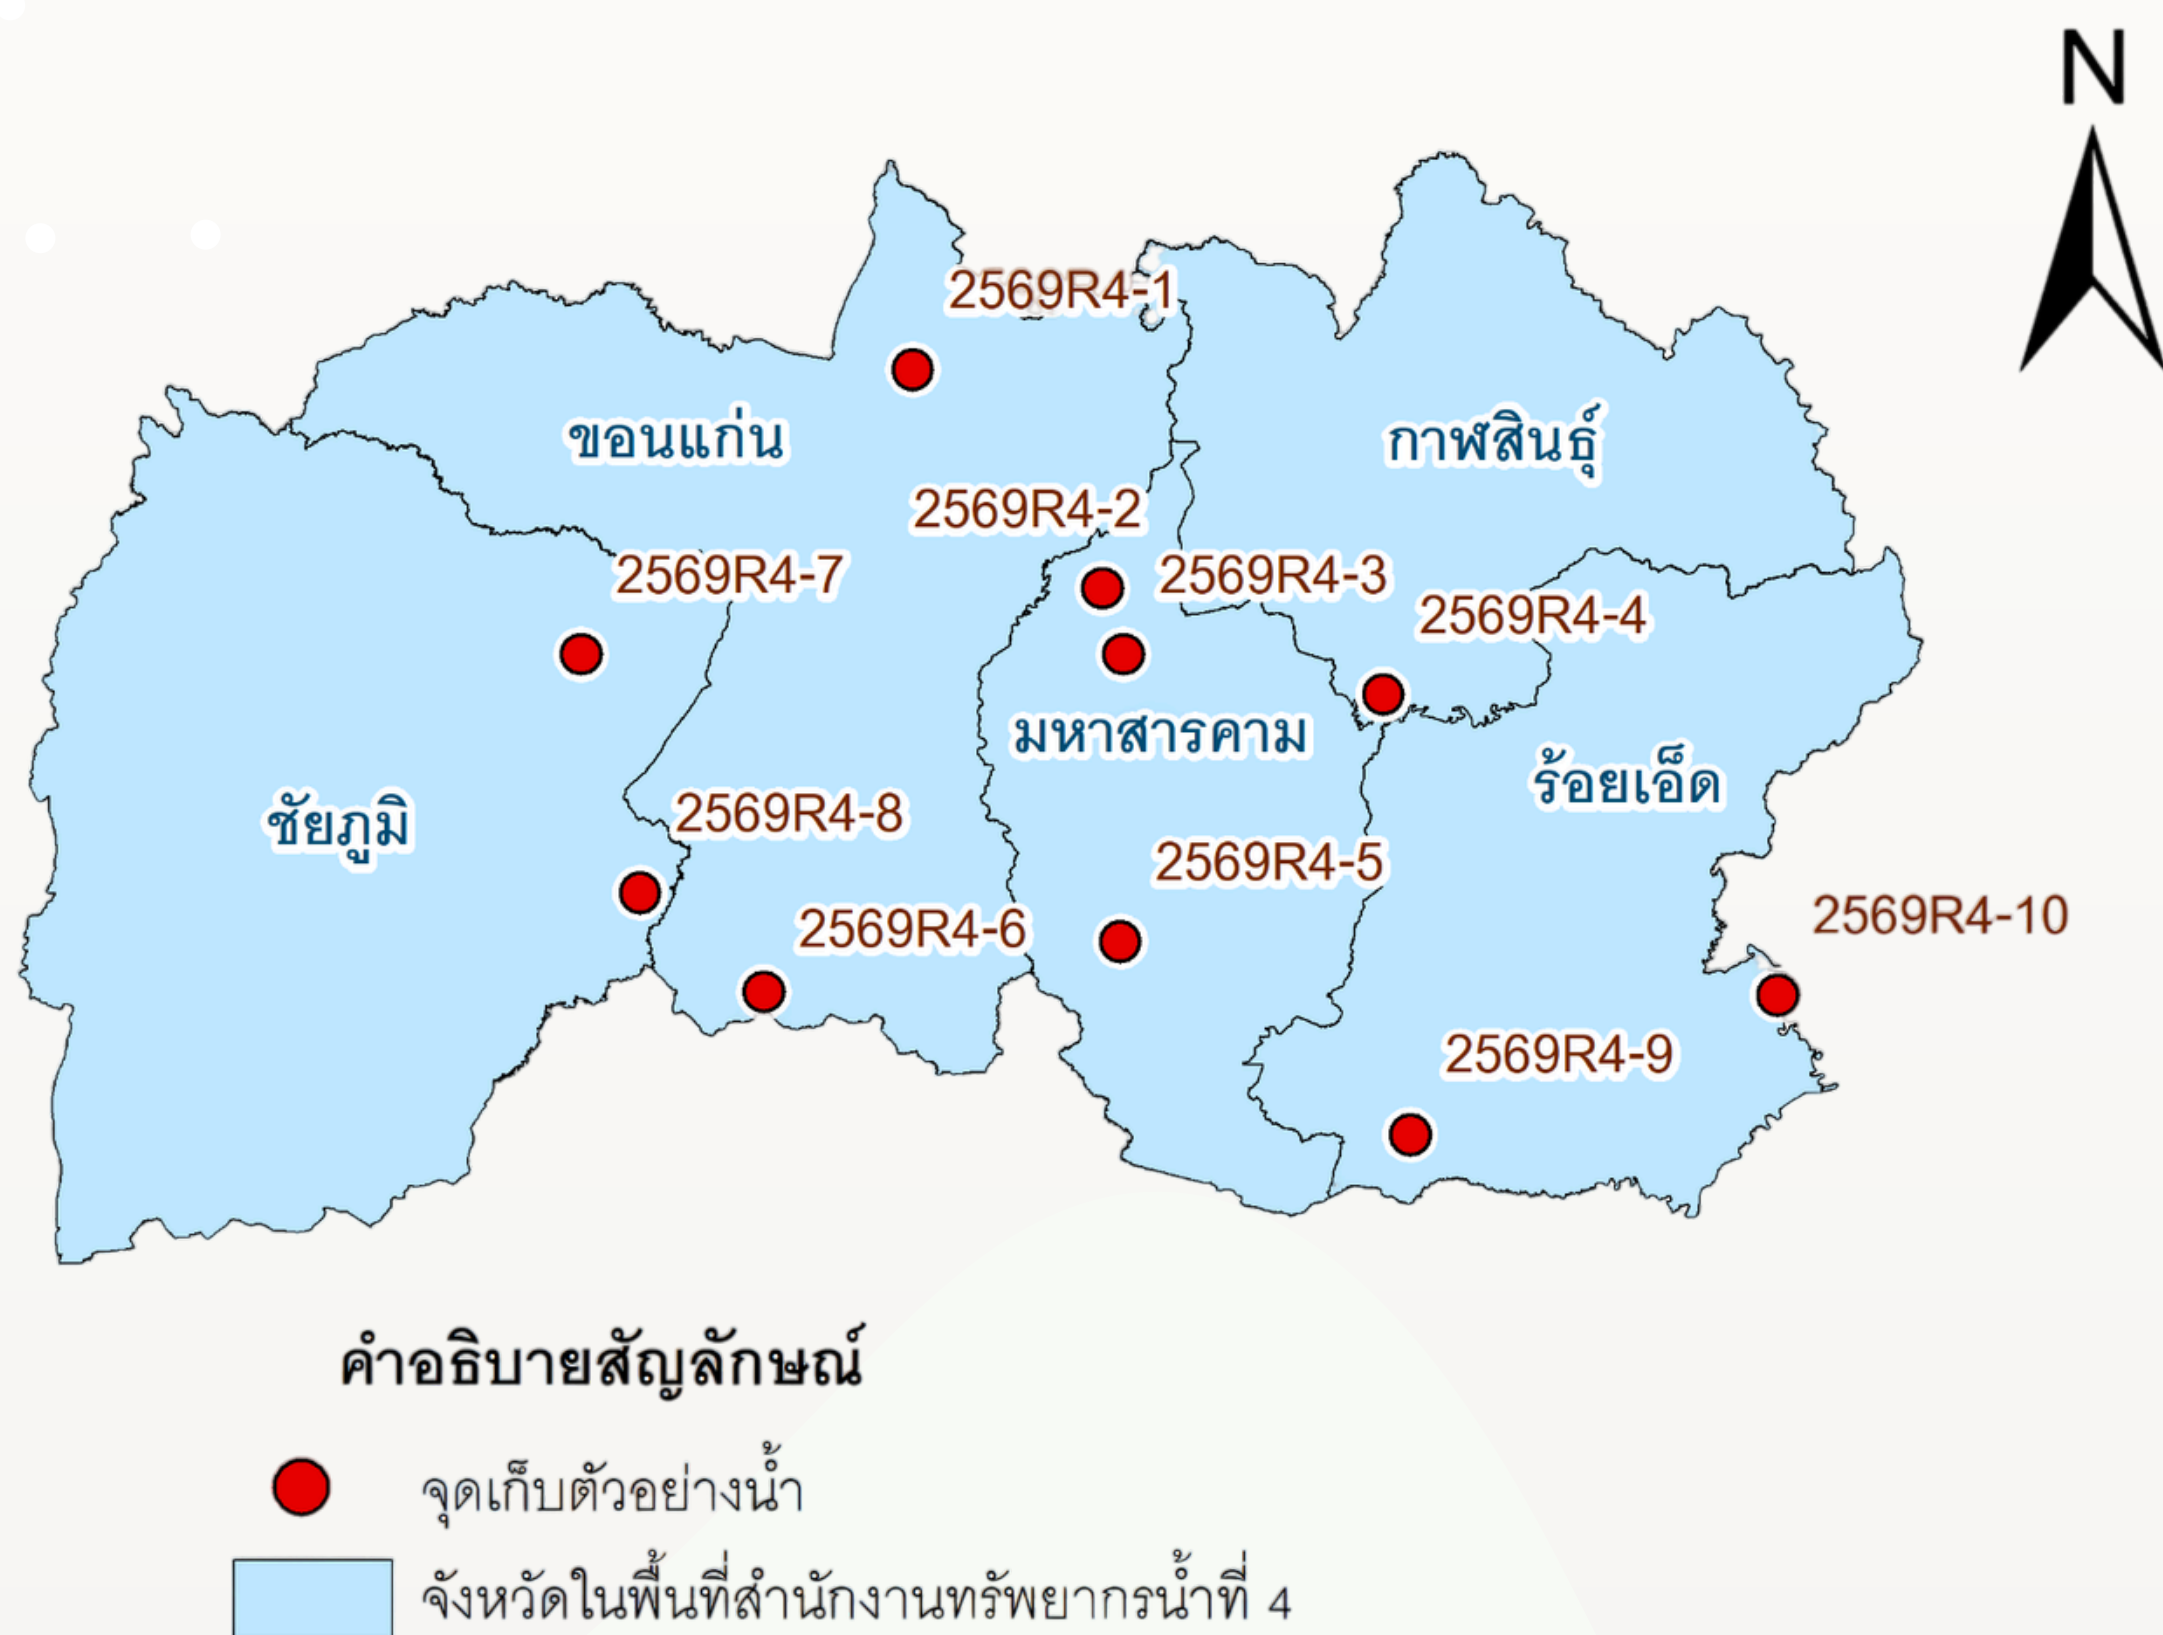 N
2569R4-1
ขอนแก่น
กาฬสินธุ์
2569R4-2
2569R4-7
2569R4-3
2569R4-4
มหาสารคาม
ร้อยเอ็ด
ชัยภูมิ
2569R4-8
2569R4-5
2569R4-6
2569R4-10
2569R4-9
คำอธิบายสัญลักษณ์
จุดเก็บตัวอย่างน้ำ
จังหวัดในพื้นที่สำนักงานทรัพยากรน้ำที่ 4